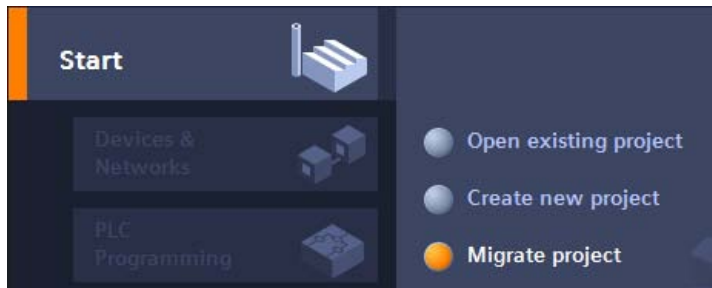 Start
Devices &
Networks
PLC
Programming
Open existing project
Create new project
Migrate project